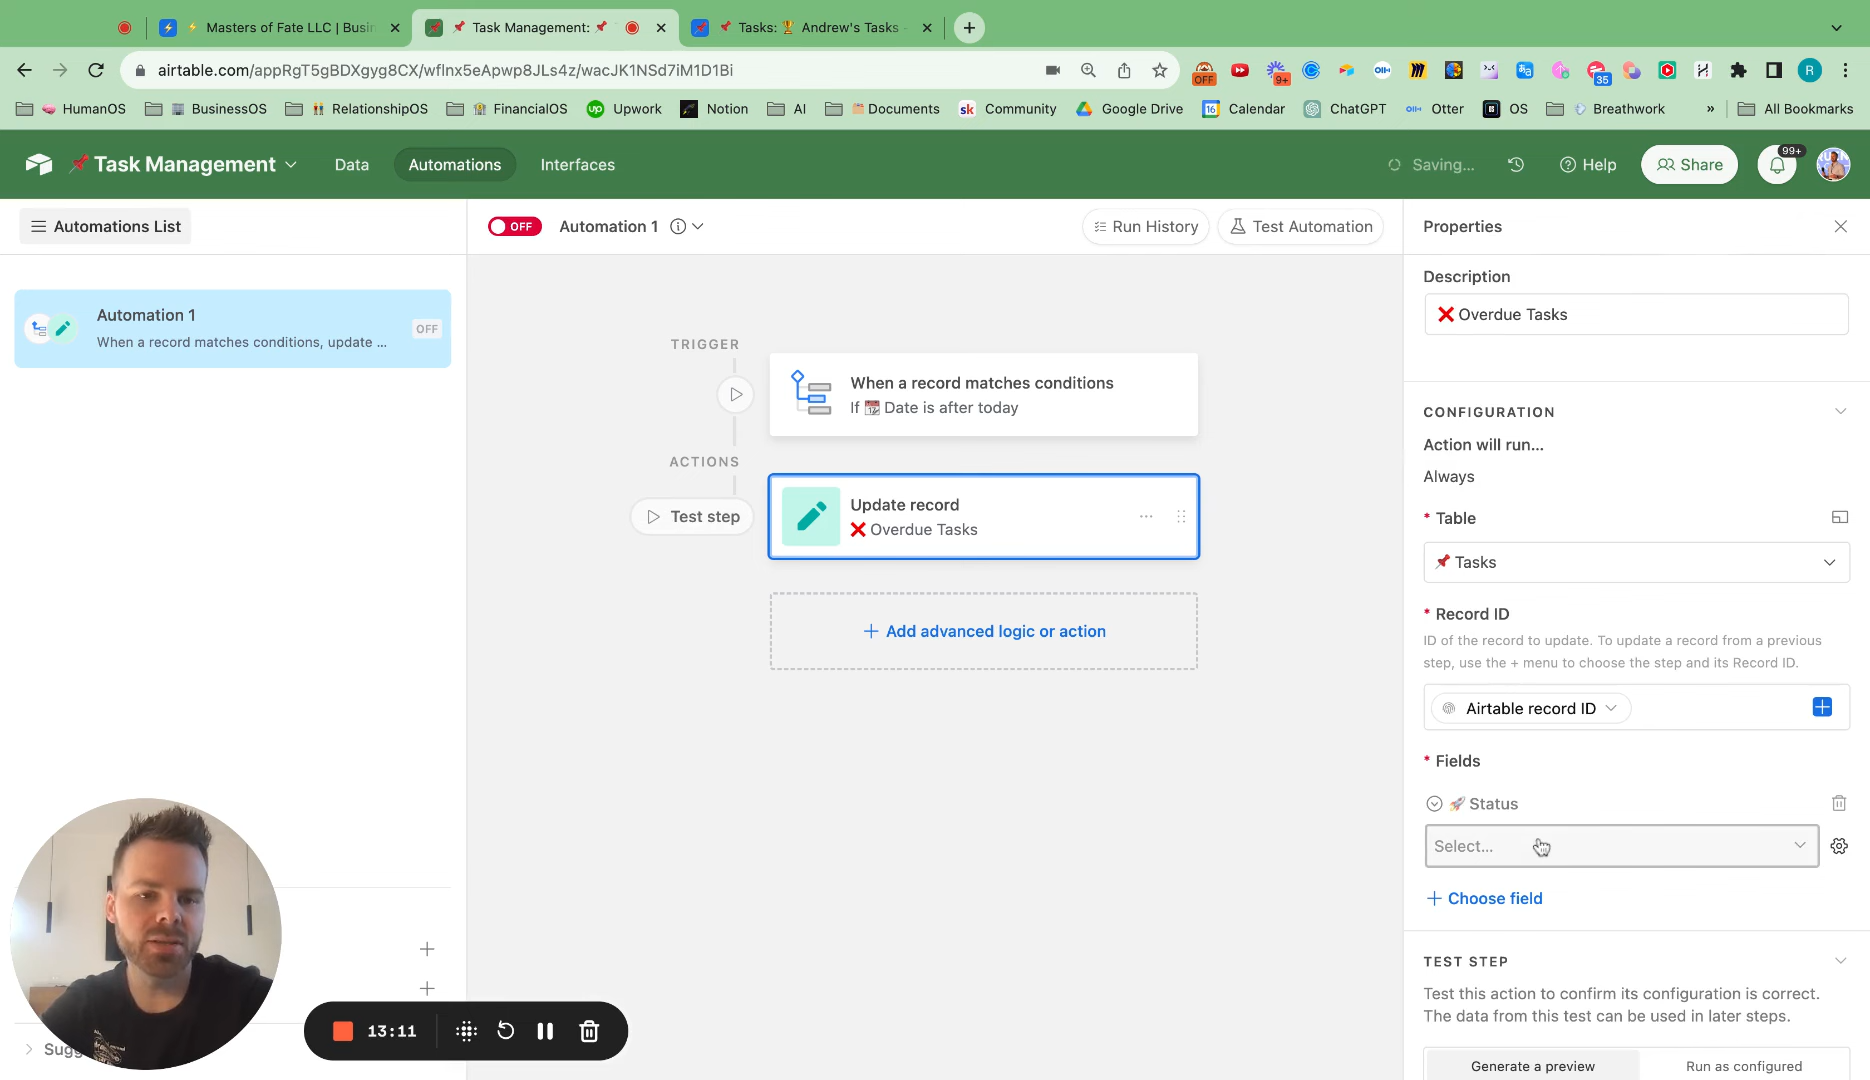 Masters of Fate LLC | Busin
Task Management:
Tasks: Andrew's Tasks -
airtable.com/appRgT5gBDXgyg8CX/wflnx5eApwp8JLs4z/wacJK1NSd7iM1D1Bi
OFF
9+
35
R
HumanOS
BusinessOS
RelationshipOS
FinancialOS
up
Upwork
Notion
AI
Documents
sk
Community
Google Drive
16
Calendar
ChatGPT
Otter
OS
Breathwork
»
All Bookmarks
Task Management
Data
Automations
Interfaces
Saving...
Help
Share
99+
Automations List
OFF
Automation 1
Run History
Test Automation
Properties
Automation 1
When a record matches conditions, update ...
OFF
TRIGGER
When a record matches conditions
If Date is after today
ACTIONS
Test step
Update record
❌ Overdue Tasks
+ Add advanced logic or action
Description
❌ Overdue Tasks
CONFIGURATION
Action will run...
Always
* Table
Tasks
* Record ID
ID of the record to update. To update a record from a previous
step, use the + menu to choose the step and its Record ID.
Airtable record ID
* Fields
Status
Select...
+ Choose field
TEST STEP
Test this action to confirm its configuration is correct.
The data from this test can be used in later steps.
Generate a preview
Run as configured
13:11